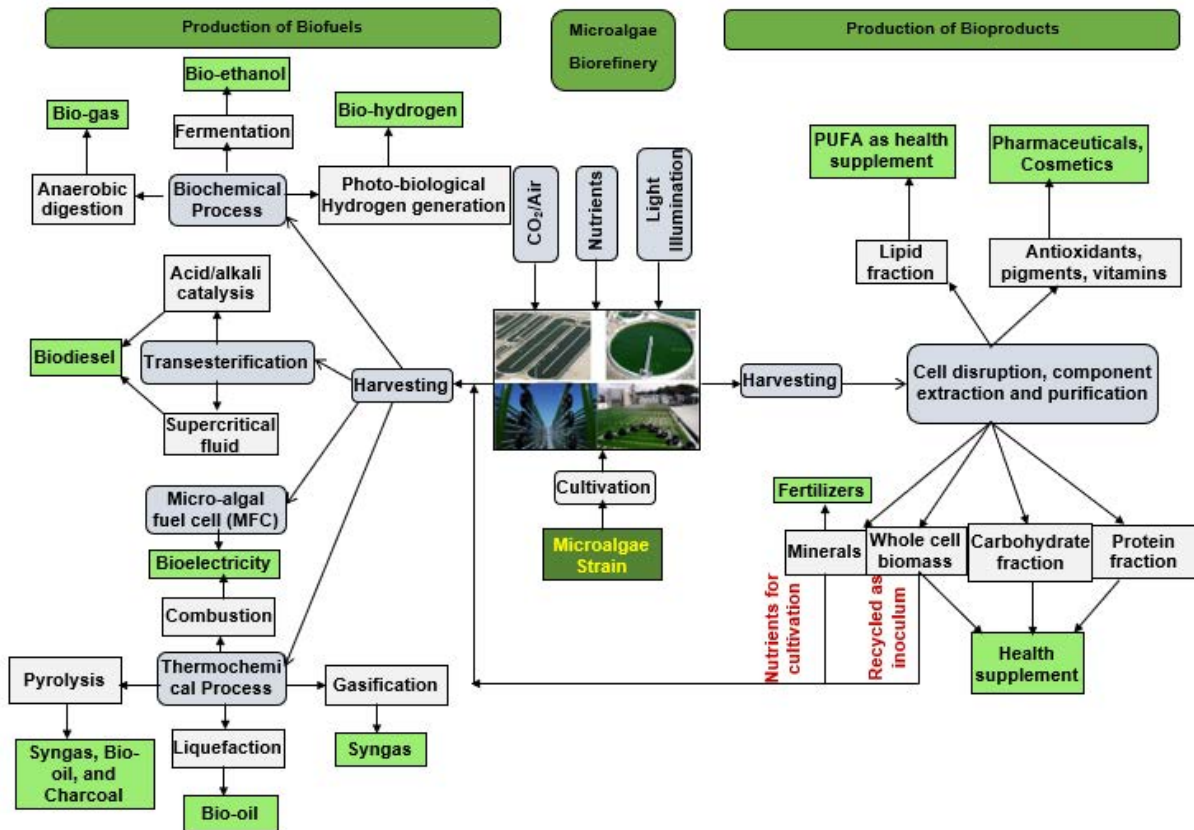 Production of Biofuels
Microalgae
Biorefinery
Production of Bioproducts
Bio-ethanol
Bio-gas
Fermentation
Bio-hydrogen
Anaerobic
digestion
Biochemical
Process
Photo-biological
Hydrogen generation
CO₂/Air
Nutrients
Light
Illumination
PUFA as health
supplement
Pharmaceuticals,
Cosmetics
Lipid
fraction
Antioxidants,
pigments, vitamins
Acid/alkali
catalysis
Biodiesel
Transesterification
Supercritical
fluid
Harvesting
Harvesting
Cell disruption, component
extraction and purification
Micro-algal
fuel cell (MFC)
Bioelectricity
Combustion
Cultivation
Microalgae
Strain
Fertilizers
Minerals
Whole cell
biomass
Carbohydrate
fraction
Protein
fraction
Nutrients for
cultivation
Recycled as
inoculum
Health
supplement
Pyrolysis
Thermochemi
cal Process
Gasification
Syngas, Bio-
oil, and
Charcoal
Liquefaction
Syngas
Bio-oil